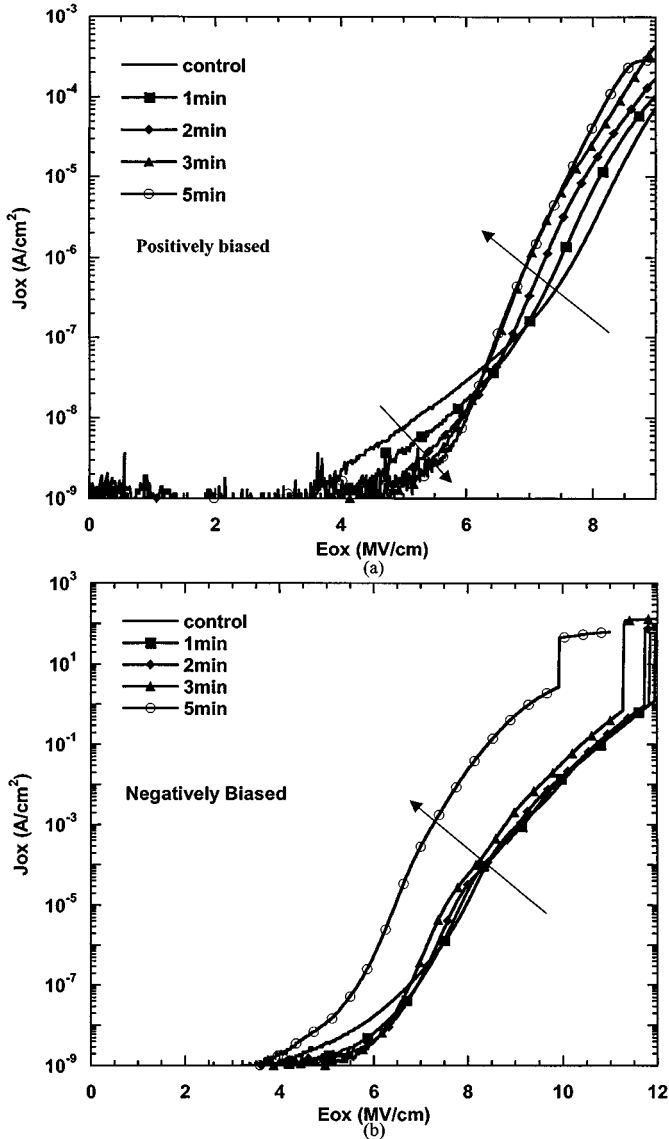 10-3
control
1min
10-4
2min
3min
5min
10-5
Jox (A/cm2)
Positively biased
10-6
10-7
10-8
10-9
0 2 4 6 8
Eox (MV/cm)
(a)
103
control
1min
2min
3min
5min
101
10-1
Jox (A/cm2)
Negatively Biased
10-3
10-5
10-7
10-9
0 2 4 6 8 10 12
Eox (MV/cm)
(b)